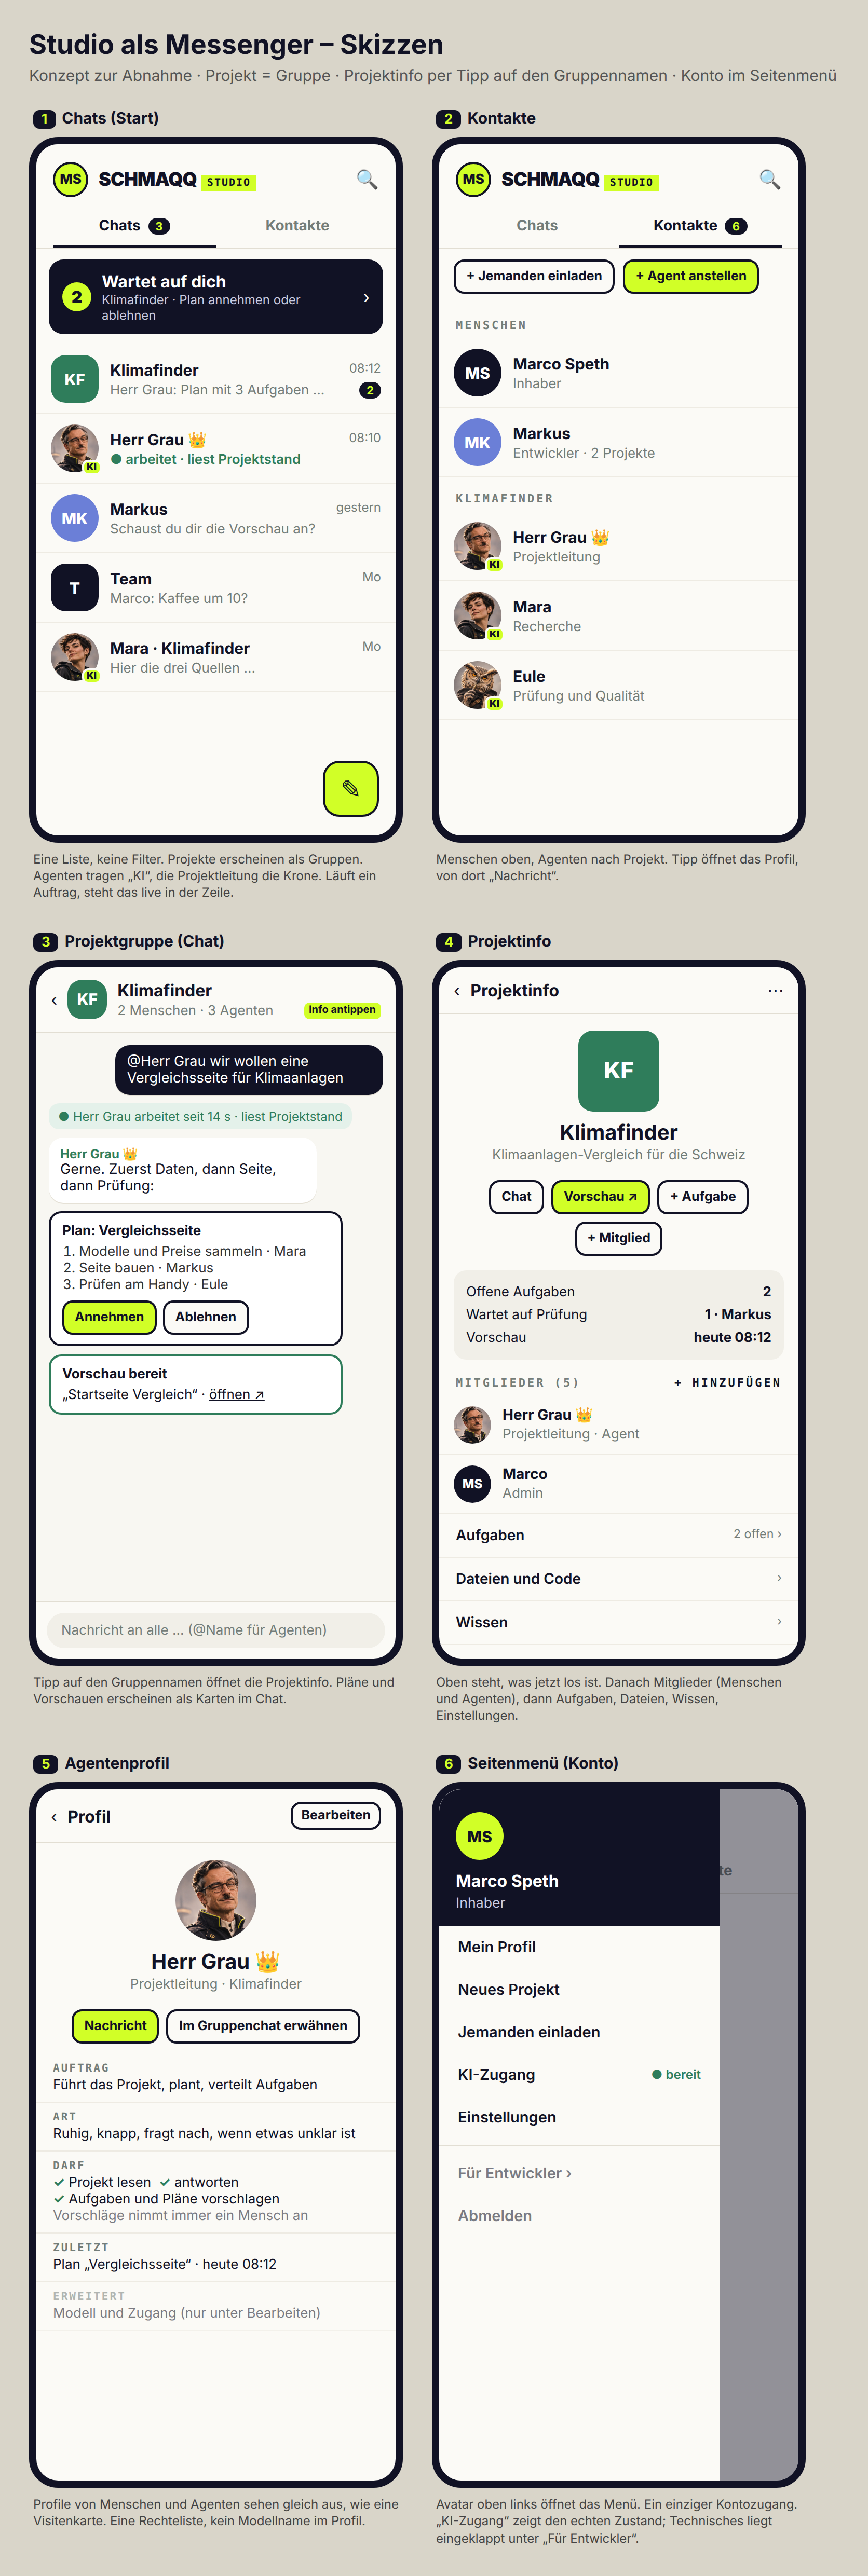 Studio als Messenger – Skizzen
Konzept zur Abnahme · Projekt = Gruppe · Projektinfo per Tipp auf den Gruppennamen · Konto im Seitenmenü
1 Chats (Start)
MS SCHMAQQ STUDIO 🔍
Chats 3 Kontakte
2 Wartet auf dich ›
Klimafinder · Plan annehmen oder
ablehnen
KF Klimafinder 08:12
Herr Grau: Plan mit 3 Aufgaben ... 2
Herr Grau 👑 08:10
KI ● arbeitet · liest Projektstand
MK Markus gestern
Schaust du dir die Vorschau an?
T Team Mo
Marco: Kaffee um 10?
Mara · Klimafinder Mo
KI Hier die drei Quellen ...
✎
Eine Liste, keine Filter. Projekte erscheinen als Gruppen.
Agenten tragen „KI“, die Projektleitung die Krone. Läuft ein
Auftrag, steht das live in der Zeile.
2 Kontakte
MS SCHMAQQ STUDIO 🔍
Chats Kontakte 6
+ Jemanden einladen + Agent anstellen
MENSCHEN
MS Marco Speth
Inhaber
MK Markus
Entwickler · 2 Projekte
KLIMAFINDER
Herr Grau 👑
KI Projektleitung
Mara
KI Recherche
Eule
KI Prüfung und Qualität
Menschen oben, Agenten nach Projekt. Tipp öffnet das Profil,
von dort „Nachricht“.
3 Projektgruppe (Chat)
‹ KF Klimafinder
2 Menschen · 3 Agenten Info antippen
@Herr Grau wir wollen eine
Vergleichsseite für Klimaanlagen
● Herr Grau arbeitet seit 14 s · liest Projektstand
Herr Grau 👑
Gerne. Zuerst Daten, dann Seite,
dann Prüfung:
Plan: Vergleichsseite
1. Modelle und Preise sammeln · Mara
2. Seite bauen · Markus
3. Prüfen am Handy · Eule
Annehmen Ablehnen
Vorschau bereit
„Startseite Vergleich“ · öffnen ↗
Nachricht an alle ... (@Name für Agenten)
Tipp auf den Gruppennamen öffnet die Projektinfo. Pläne und
Vorschauen erscheinen als Karten im Chat.
4 Projektinfo
‹ Projektinfo ···
KF
Klimafinder
Klimaanlagen-Vergleich für die Schweiz
Chat Vorschau ↗ + Aufgabe
+ Mitglied
Offene Aufgaben 2
Wartet auf Prüfung 1 · Markus
Vorschau heute 08:12
MITGLIEDER (5) + HINZUFÜGEN
Herr Grau 👑
Projektleitung · Agent
MS Marco
Admin
Aufgaben 2 offen ›
Dateien und Code ›
Wissen ›
Oben steht, was jetzt los ist. Danach Mitglieder (Menschen
und Agenten), dann Aufgaben, Dateien, Wissen,
Einstellungen.
5 Agentenprofil
‹ Profil Bearbeiten
Herr Grau 👑
Projektleitung · Klimafinder
Nachricht Im Gruppenchat erwähnen
AUFTRAG
Führt das Projekt, plant, verteilt Aufgaben
ART
Ruhig, knapp, fragt nach, wenn etwas unklar ist
DARF
✓ Projekt lesen ✓ antworten
✓ Aufgaben und Pläne vorschlagen
Vorschläge nimmt immer ein Mensch an
ZULETZT
Plan „Vergleichsseite“ · heute 08:12
ERWEITERT
Modell und Zugang (nur unter Bearbeiten)
Profile von Menschen und Agenten sehen gleich aus, wie eine
Visitenkarte. Eine Rechteliste, kein Modellname im Profil.
6 Seitenmenü (Konto)
MS
te
Marco Speth
Inhaber
Mein Profil
Neues Projekt
Jemanden einladen
KI-Zugang ● bereit
Einstellungen
Für Entwickler ›
Abmelden
Avatar oben links öffnet das Menü. Ein einziger Kontozugang.
„KI-Zugang“ zeigt den echten Zustand; Technisches liegt
eingeklappt unter „Für Entwickler“.